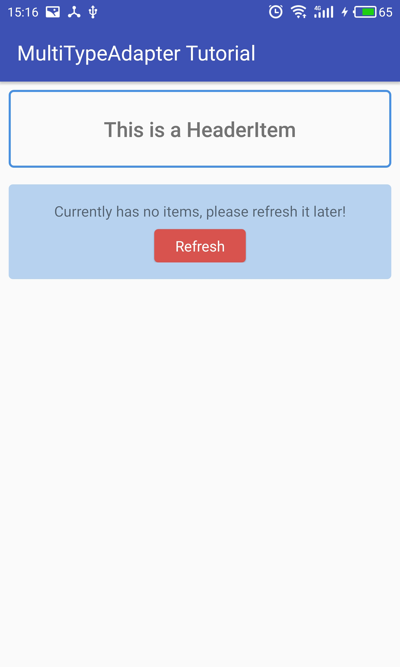 15:16 4G 65
MultiTypeAdapter Tutorial
This is a HeaderItem
Currently has no items, please refresh it later!
Refresh